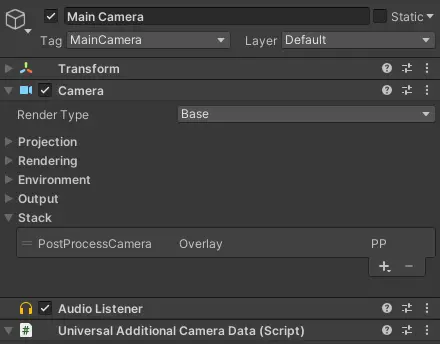 Main Camera Static
Tag MainCamera Layer Default
Transform
Camera
Render Type Base
Projection
Rendering
Environment
Output
Stack
PostProcessCamera Overlay PP
Audio Listener
Universal Additional Camera Data (Script)